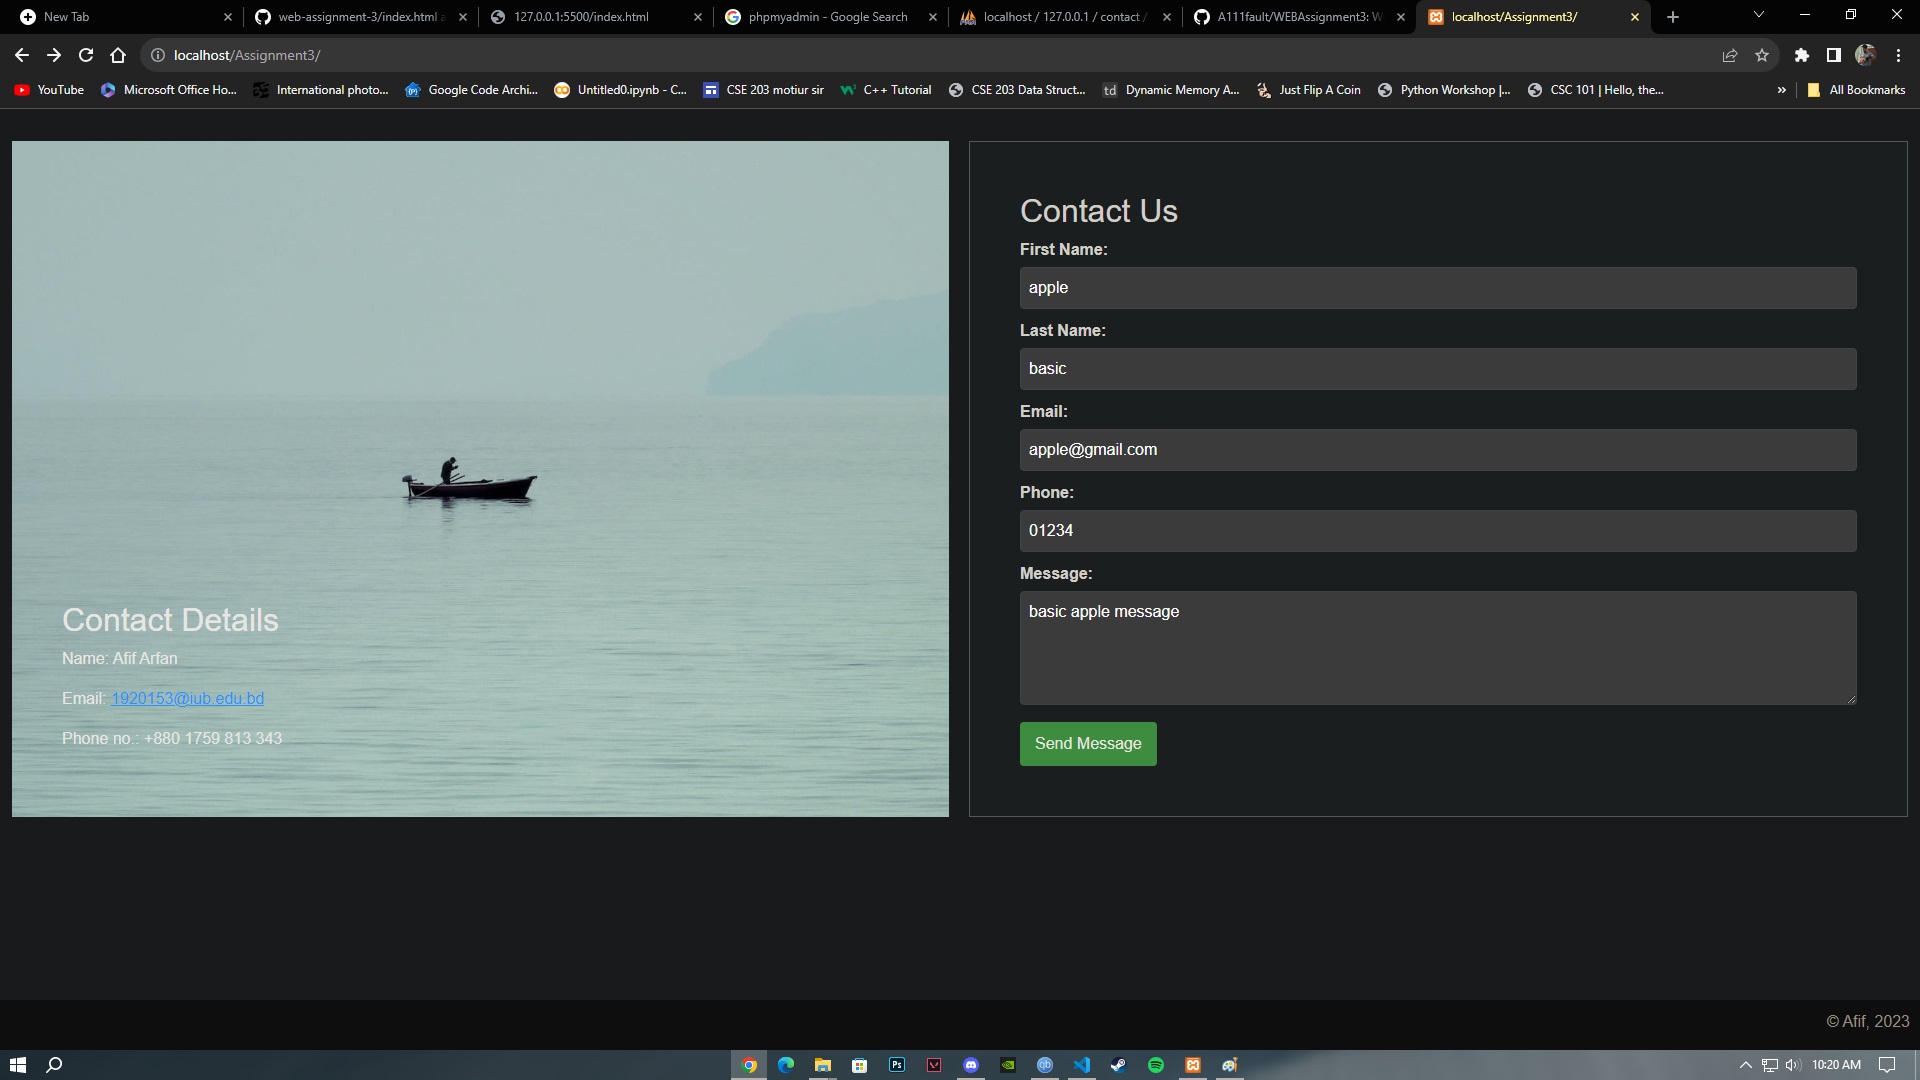 New Tab
web-assignment-3/index.html a
127.0.0.1:5500/index.html
phpmyadmin - Google Search
localhost / 127.0.0.1 / contact /
A111fault/WEBAssignment3: W
localhost/Assignment3/
localhost/Assignment3/
YouTube
Microsoft Office Ho...
International photo...
Google Code Archi...
Untitled0.ipynb - C...
CSE 203 motiur sir
C++ Tutorial
CSE 203 Data Struct...
td
Dynamic Memory A...
Just Flip A Coin
Python Workshop |...
CSC 101 | Hello, the...
»
All Bookmarks
Contact Details
Name: Afif Arfan
Email: 1920153@iub.edu.bd
Phone no.: +880 1759 813 343
Contact Us
First Name:
apple
Last Name:
basic
Email:
apple@gmail.com
Phone:
01234
Message:
basic apple message
Send Message
© Afif, 2023
Ps
qb
10:20 AM